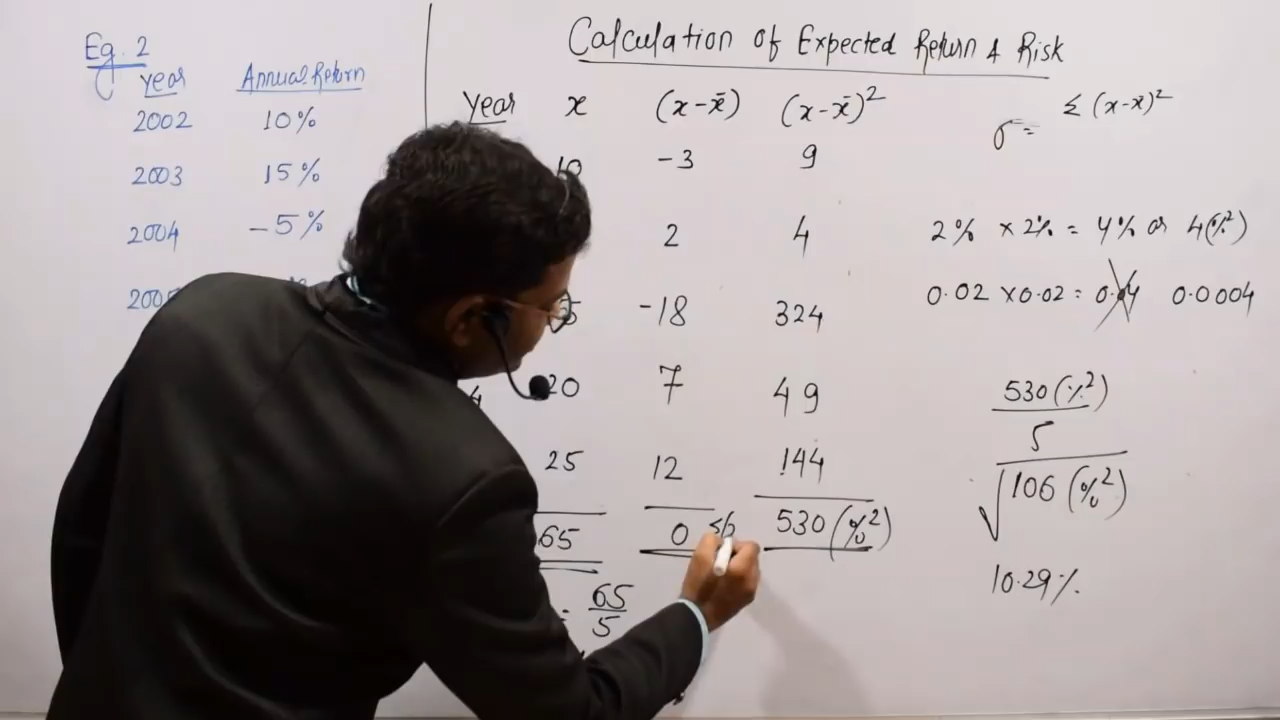 Eg. 2
Year Annual Return
2002 10%
2003 15%
2004 -5%
200
Calculation of Expected Return & Risk
Year x (x-x̄) (x-x̄)²
10 -3 9
2 4
5 -18 324
20 7 49
25 12 144
65 0 530 (%²)
= 65
5
σ = Σ (x-x̄)²
2% x 2% = 4% or 4(%²)
0.02 x 0.02 = 0.04 0.0004
530 (%²)
5
√106 (%²)
10.29%